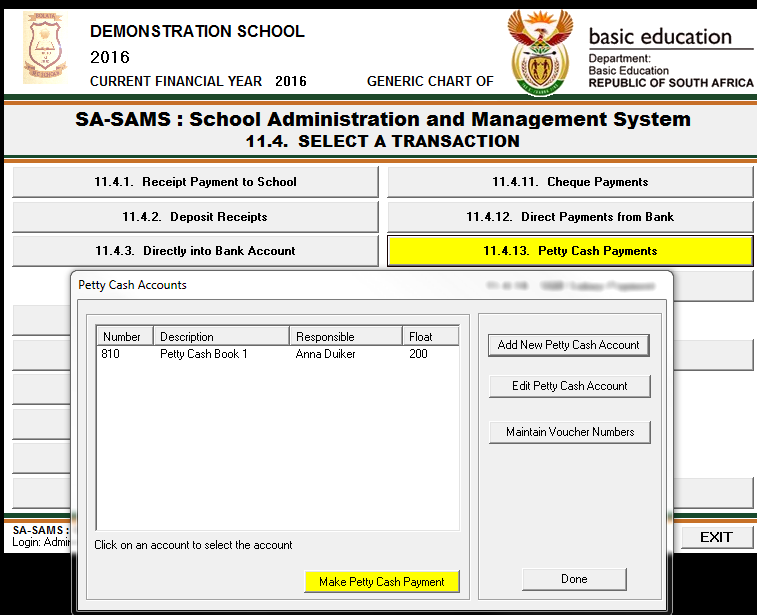 DEMONSTRATION SCHOOL
2016
CURRENT FINANCIAL YEAR 2016 GENERIC CHART OF
basic education
Department:
Basic Education
REPUBLIC OF SOUTH AFRICA
SA-SAMS : School Administration and Management System
11.4. SELECT A TRANSACTION
11.4.1. Receipt Payment to School
11.4.11. Cheque Payments
11.4.2. Deposit Receipts
11.4.12. Direct Payments from Bank
11.4.3. Directly into Bank Account
11.4.13. Petty Cash Payments
Petty Cash Accounts
Number Description Responsible Float
810 Petty Cash Book 1 Anna Duiker 200
Add New Petty Cash Account
Edit Petty Cash Account
Maintain Voucher Numbers
Click on an account to select the account
Make Petty Cash Payment
Done
SA-SAMS :
Login: Admin
EXIT